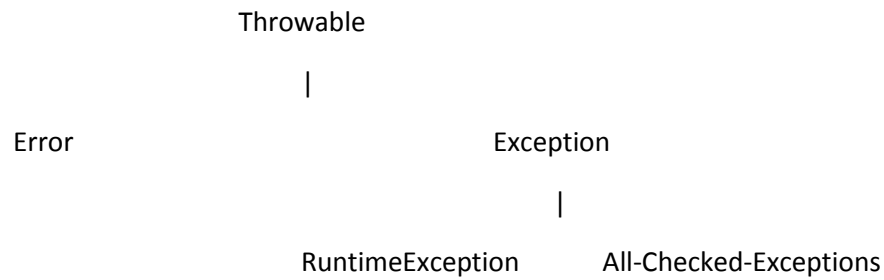 Throwable
|
Error Exception
|
RuntimeException All-Checked-Exceptions